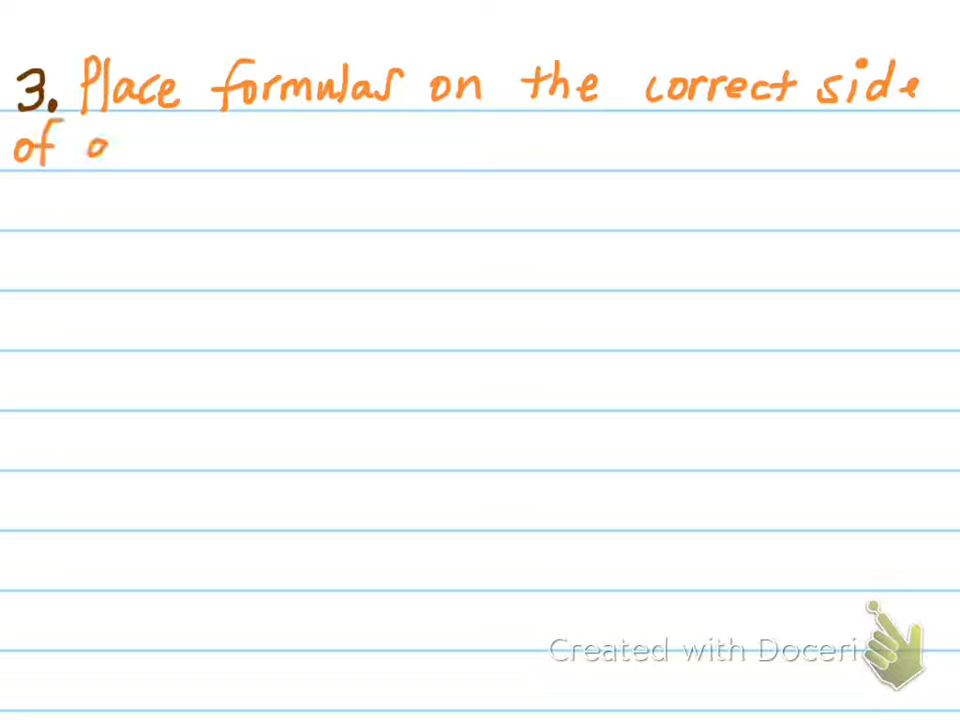 3. Place formulas on the correct side
of
Created with Doceri